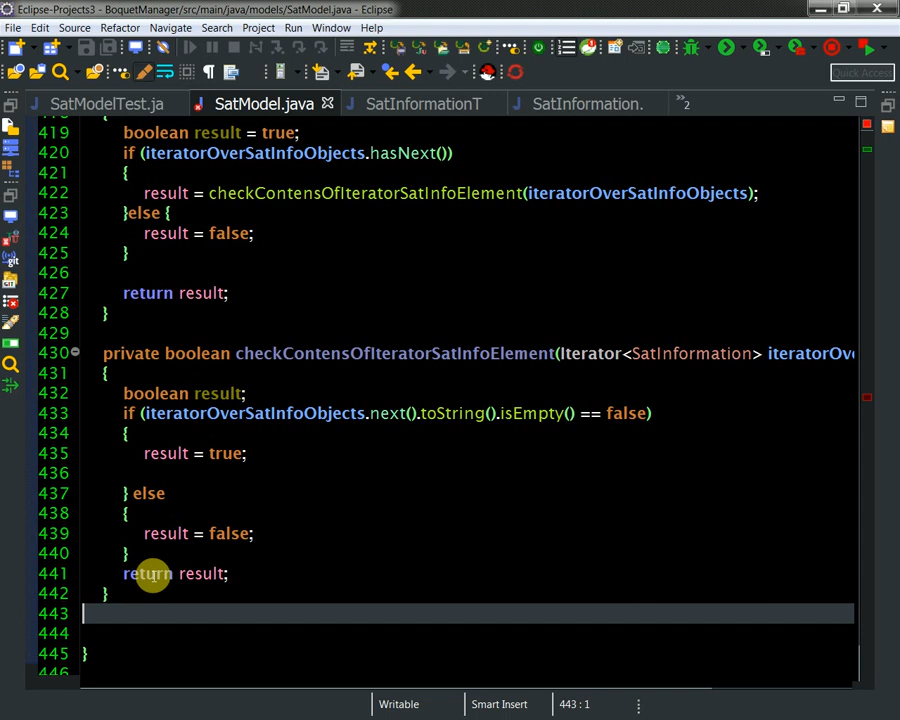 Eclipse-Projects3 - BoquetManager/src/main/java/models/SatModel.java - Eclipse
File Edit Source Refactor Navigate Search Project Run Window Help
Quick Access
SatModelTest.ja SatModel.java SatInformationT SatInformation. »2
419 boolean result = true;
420 if (iteratorOverSatInfoObjects.hasNext())
421 {
422 result = checkContensOfIteratorSatInfoElement(iteratorOverSatInfoObjects);
423 }else {
424 result = false;
425 }
426
427 return result;
428 }
429
430 private boolean checkContensOfIteratorSatInfoElement(Iterator<SatInformation> iteratorOve
431 {
432 boolean result;
433 if (iteratorOverSatInfoObjects.next().toString().isEmpty() == false)
434 {
435 result = true;
436
437 } else
438 {
439 result = false;
440 }
441 return result;
442 }
443
444
445 }
446
Writable Smart Insert 443 : 1